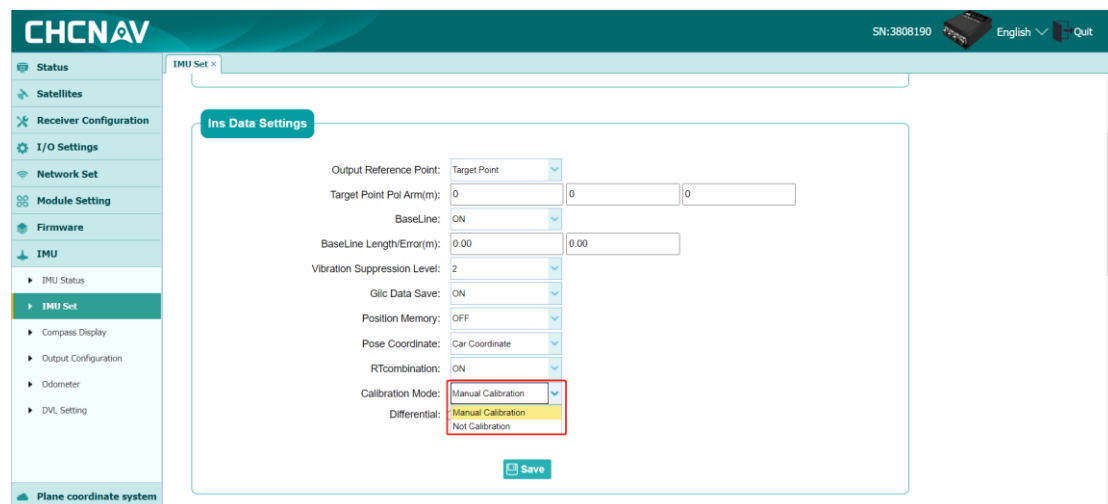 CHCNAV
SN:3808190 English Quit
Status
Satellites
Receiver Configuration
I/O Settings
Network Set
Module Setting
Firmware
IMU
IMU Status
IMU Set
Compass Display
Output Configuration
Odometer
DVL Setting
Plane coordinate system
IMU Set ×
Ins Data Settings
Output Reference Point: Target Point
Target Point Pol Arm(m): 0 0 0
BaseLine: ON
BaseLine Length/Error(m): 0.00 0.00
Vibration Suppression Level: 2
Gilc Data Save: ON
Position Memory: OFF
Pose Coordinate: Car Coordinate
RTcombination: ON
Calibration Mode: Manual Calibration
Differential: Manual Calibration
Not Calibration
Save